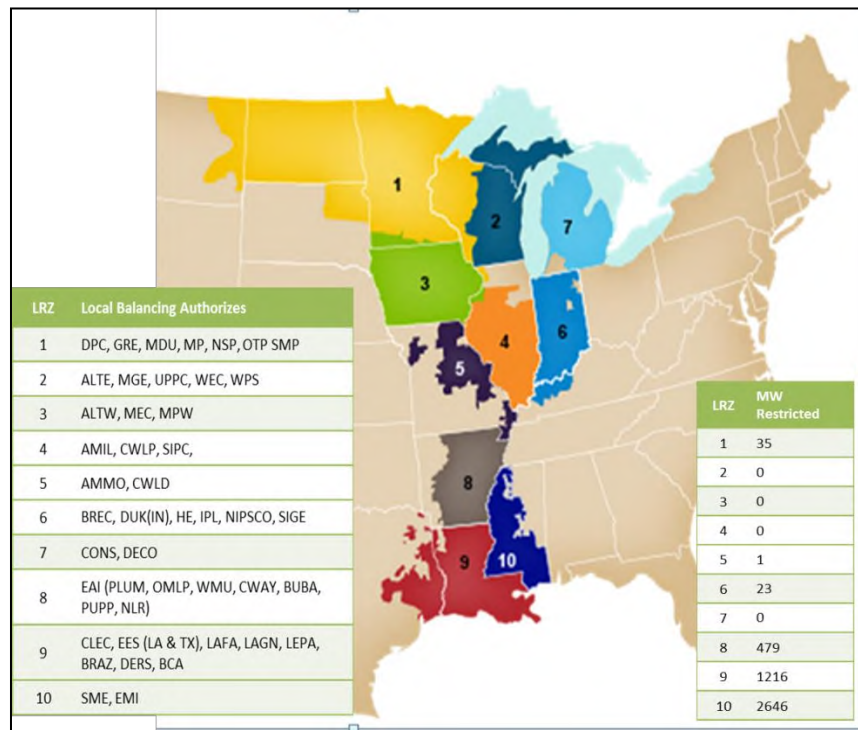 1
2
7
3
4
6
5
8
9
10
LRZ Local Balancing Authorizes
1 DPC, GRE, MDU, MP, NSP, OTP SMP
2 ALTE, MGE, UPPC, WEC, WPS
3 ALTW, MEC, MPW
4 AMIL, CWLP, SIPC,
5 AMMO, CWLD
6 BREC, DUK(IN), HE, IPL, NIPSCO, SIGE
7 CONS, DECO
8 EAI (PLUM, OMLP, WMU, CWAY, BUBA,
PUPP, NLR)
9 CLEC, EES (LA & TX), LAFA, LAGN, LEPA,
BRAZ, DERS, BCA
10 SME, EMI
LRZ MW
Restricted
1 35
2 0
3 0
4 0
5 1
6 23
7 0
8 479
9 1216
10 2646